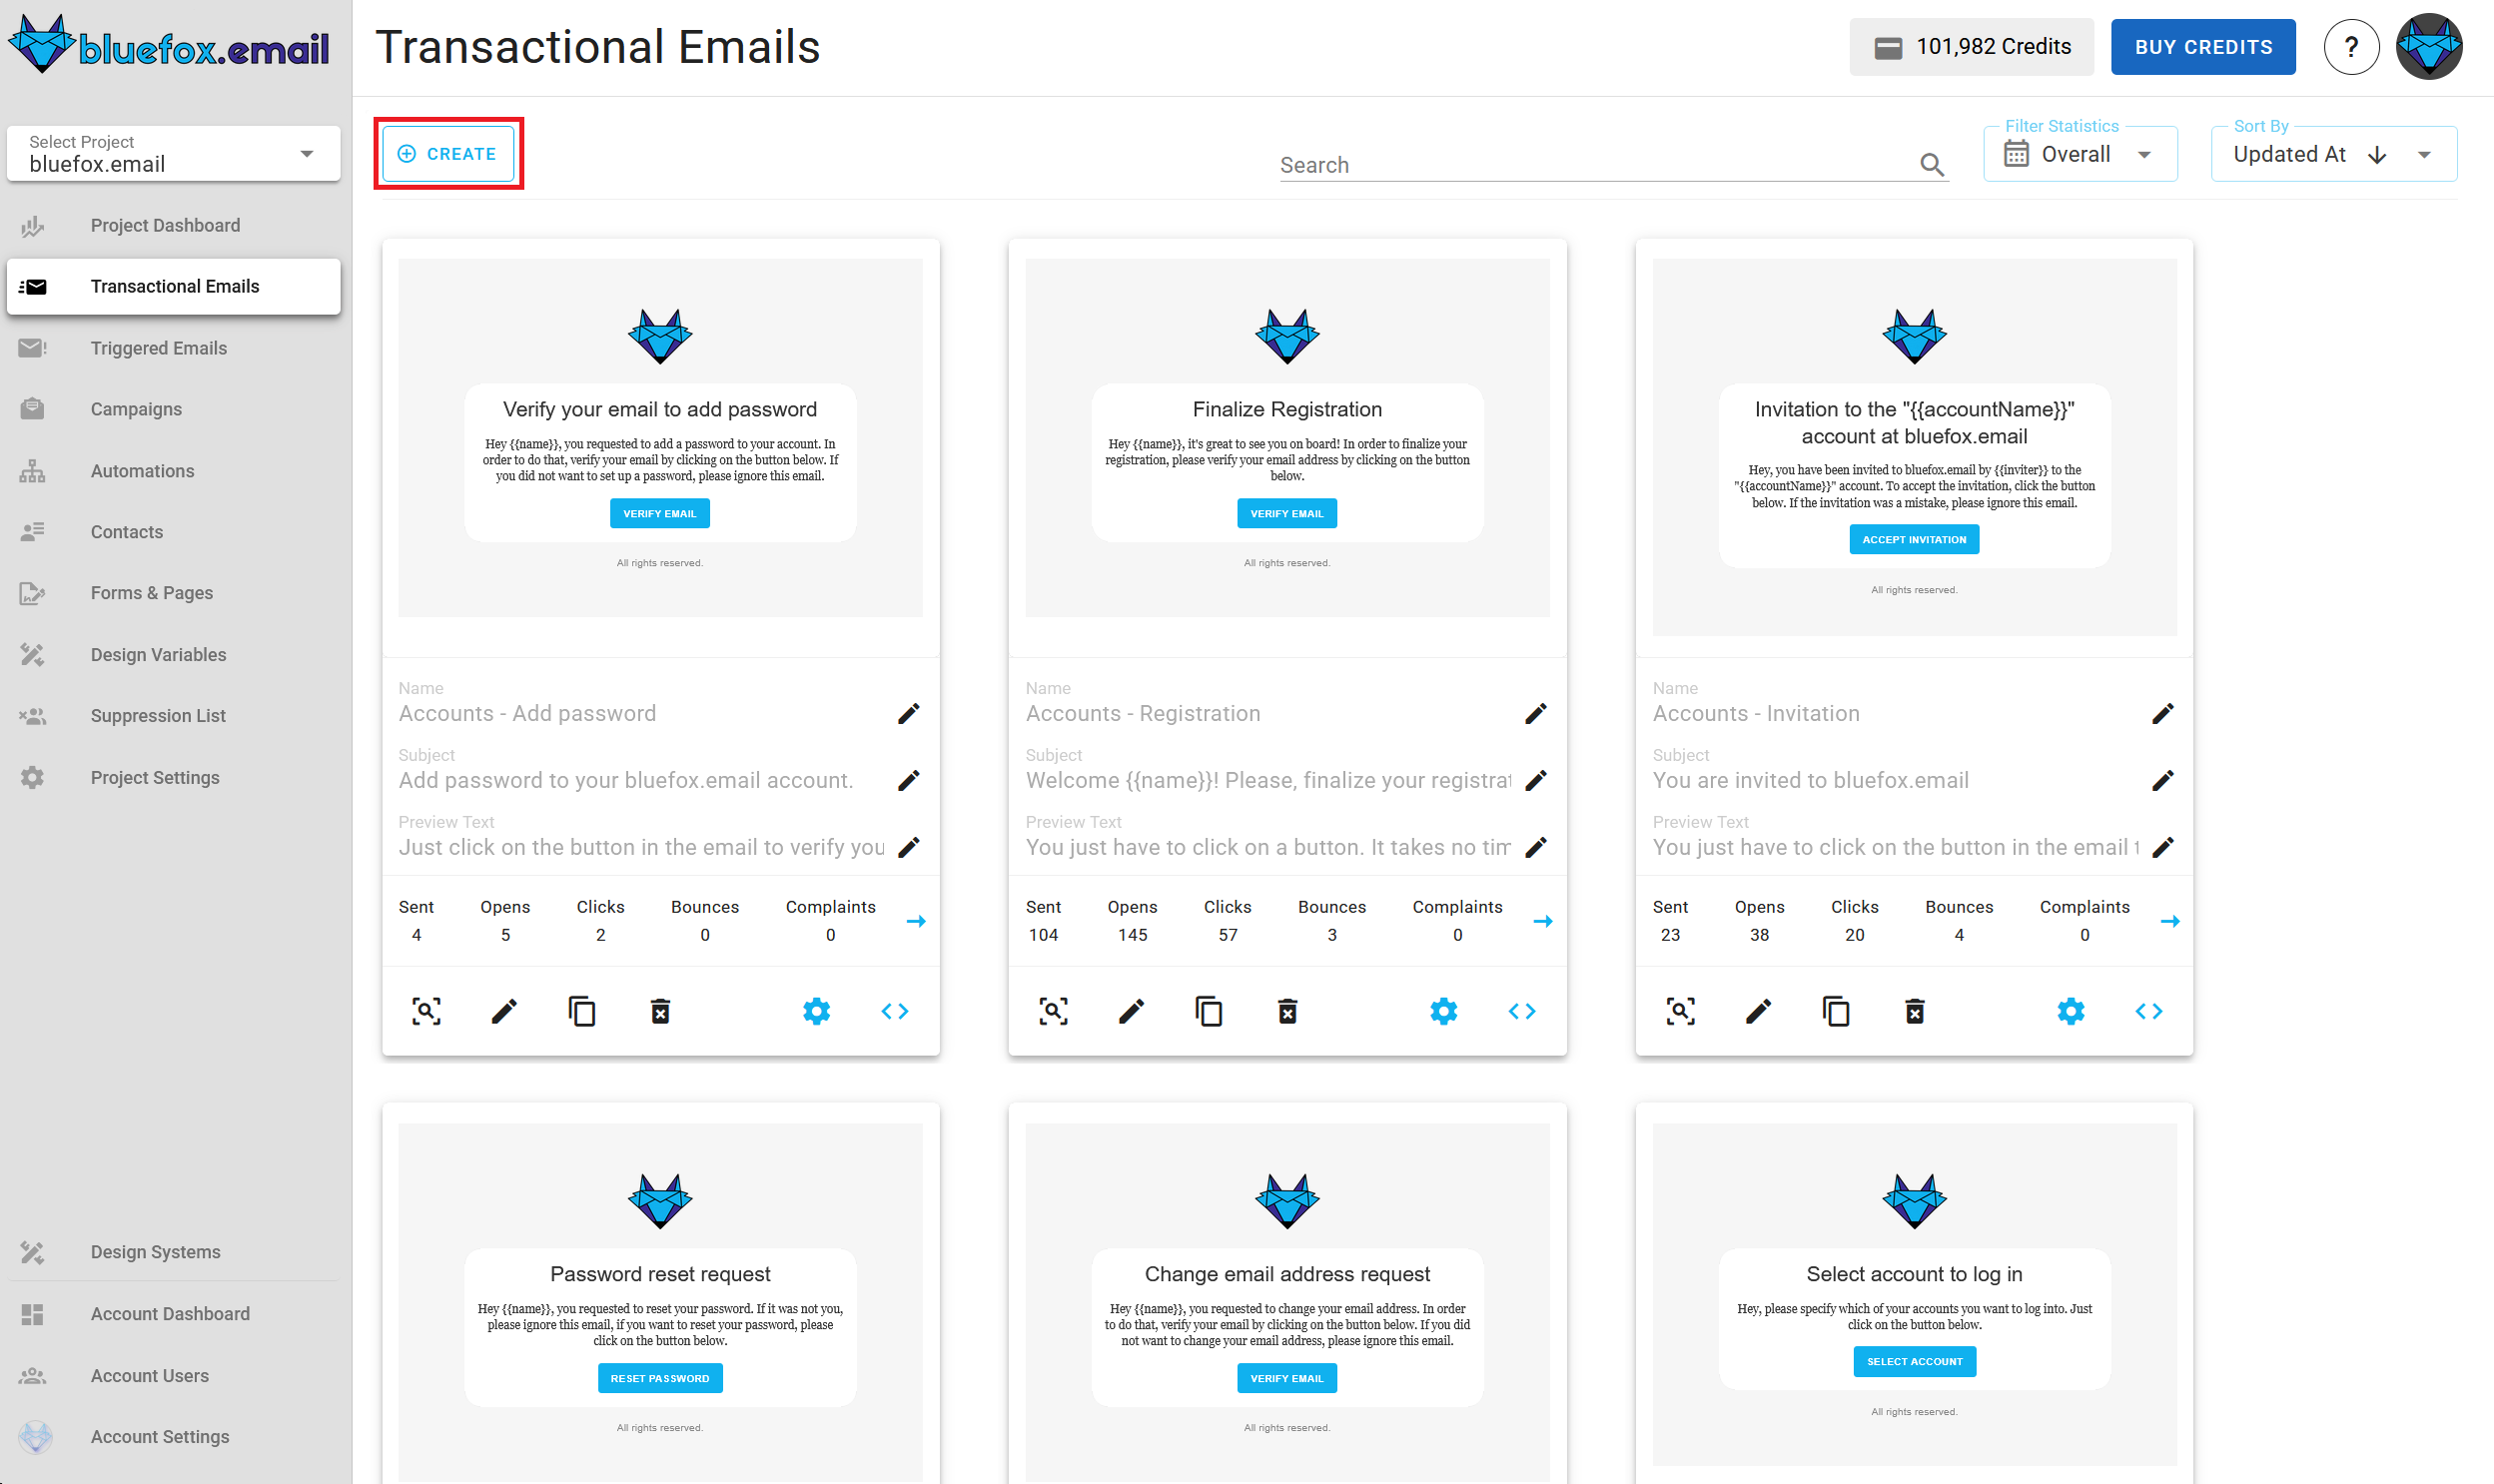 bluefox.email
Transactional Emails
101,982 Credits
BUY CREDITS
?
Select Project
bluefox.email
Project Dashboard
Transactional Emails
Triggered Emails
Campaigns
Automations
Contacts
Forms & Pages
Design Variables
Suppression List
Project Settings
Design Systems
Account Dashboard
Account Users
Account Settings
CREATE
Search
Filter Statistics
Overall
Sort By
Updated At
Verify your email to add password
Hey {{name}}, you requested to add a password to your account. In
order to do that, verify your email by clicking on the button below. If
you did not want to set up a password, please ignore this email.
VERIFY EMAIL
All rights reserved.
Name
Accounts - Add password
Subject
Add password to your bluefox.email account.
Preview Text
Just click on the button in the email to verify you
Sent Opens Clicks Bounces Complaints
4 5 2 0 0
Finalize Registration
Hey {{name}}, it's great to see you on board! In order to finalize your
registration, please verify your email address by clicking on the button
below.
VERIFY EMAIL
All rights reserved.
Name
Accounts - Registration
Subject
Welcome {{name}}! Please, finalize your registrat
Preview Text
You just have to click on a button. It takes no tim
Sent Opens Clicks Bounces Complaints
104 145 57 3 0
Invitation to the "{{accountName}}"
account at bluefox.email
Hey, you have been invited to bluefox.email by {{inviter}} to the
"{{accountName}}" account. To accept the invitation, click the button
below. If the invitation was a mistake, please ignore this email.
ACCEPT INVITATION
All rights reserved.
Name
Accounts - Invitation
Subject
You are invited to bluefox.email
Preview Text
You just have to click on the button in the email t
Sent Opens Clicks Bounces Complaints
23 38 20 4 0
Password reset request
Hey {{name}}, you requested to reset your password. If it was not you,
please ignore this email, if you want to reset your password, please
click on the button below.
RESET PASSWORD
All rights reserved.
Change email address request
Hey {{name}}, you requested to change your email address. In order
to do that, verify your email by clicking on the button below. If you did
not want to change your email address, please ignore this email.
VERIFY EMAIL
All rights reserved.
Select account to log in
Hey, please specify which of your accounts you want to log into. Just
click on the button below.
SELECT ACCOUNT
All rights reserved.